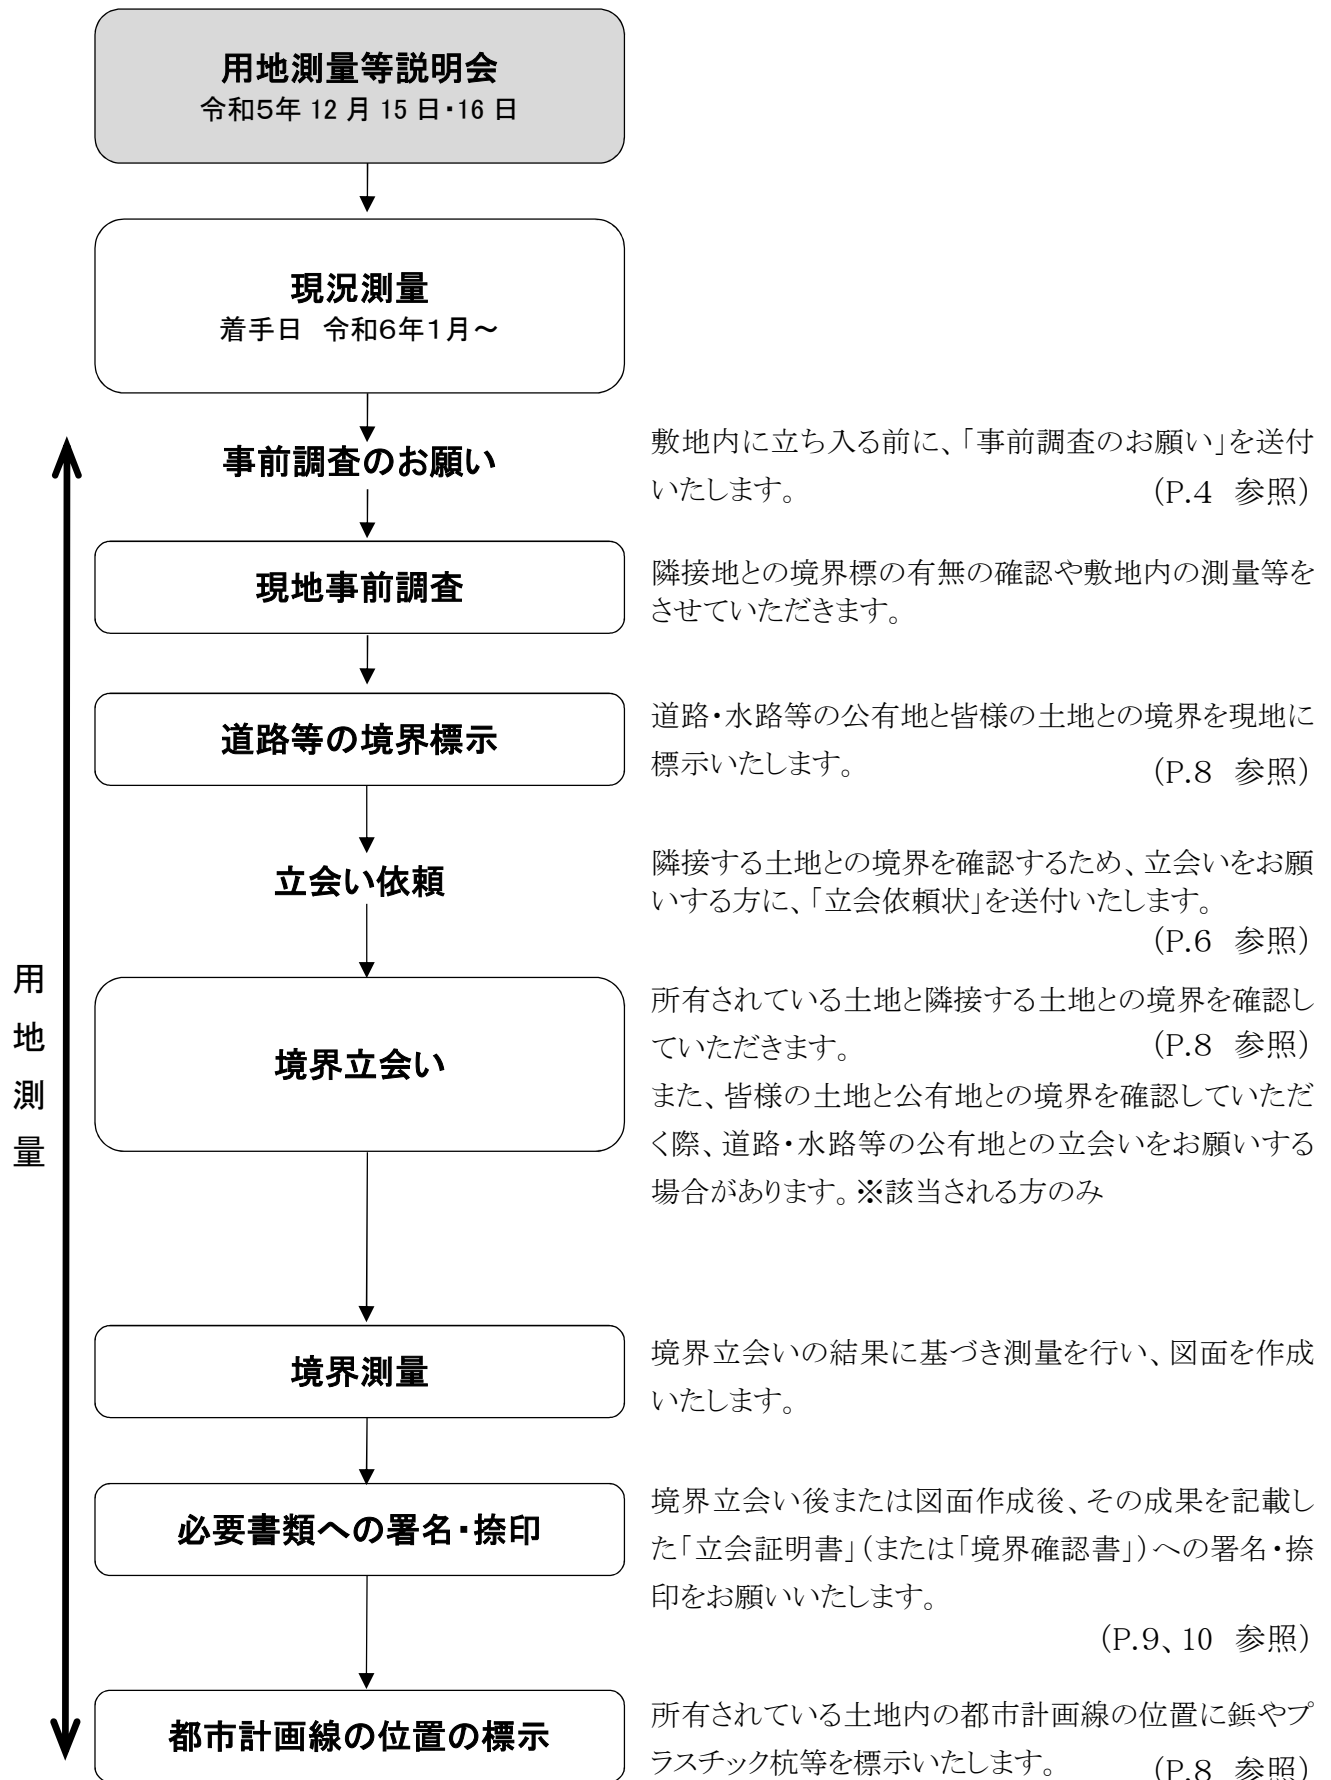 用地測量等説明会
令和5年 12 月 15 日・16 日
現況測量
着手日　令和6年1月～
事前調査のお願い
敷地内に立ち入る前に、「事前調査のお願い」を送付
いたします。　（P.4　参照）
現地事前調査
隣接地との境界標の有無の確認や敷地内の測量等を
させていただきます。
道路等の境界標示
道路・水路等の公有地と皆様の土地との境界を現地に
標示いたします。　（P.8　参照）
立会い依頼
隣接する土地との境界を確認するため、立会いをお願
いする方に、「立会依頼状」を送付いたします。
（P.6　参照）
用地測量
境界立会い
所有されている土地と隣接する土地との境界を確認し
ていただきます。　（P.8　参照）
また、皆様の土地と公有地との境界を確認していただ
く際、道路・水路等の公有地との立会いをお願いする
場合があります。※該当される方のみ
境界測量
境界立会いの結果に基づき測量を行い、図面を作成
いたします。
必要書類への署名・捺印
境界立会い後または図面作成後、その成果を記載し
た「立会証明書」（または「境界確認書」）への署名・捺
印をお願いいたします。
（P.9、10　参照）
都市計画線の位置の標示
所有されている土地内の都市計画線の位置に鋲やプ
ラスチック杭等を標示いたします。　（P.8　参照）